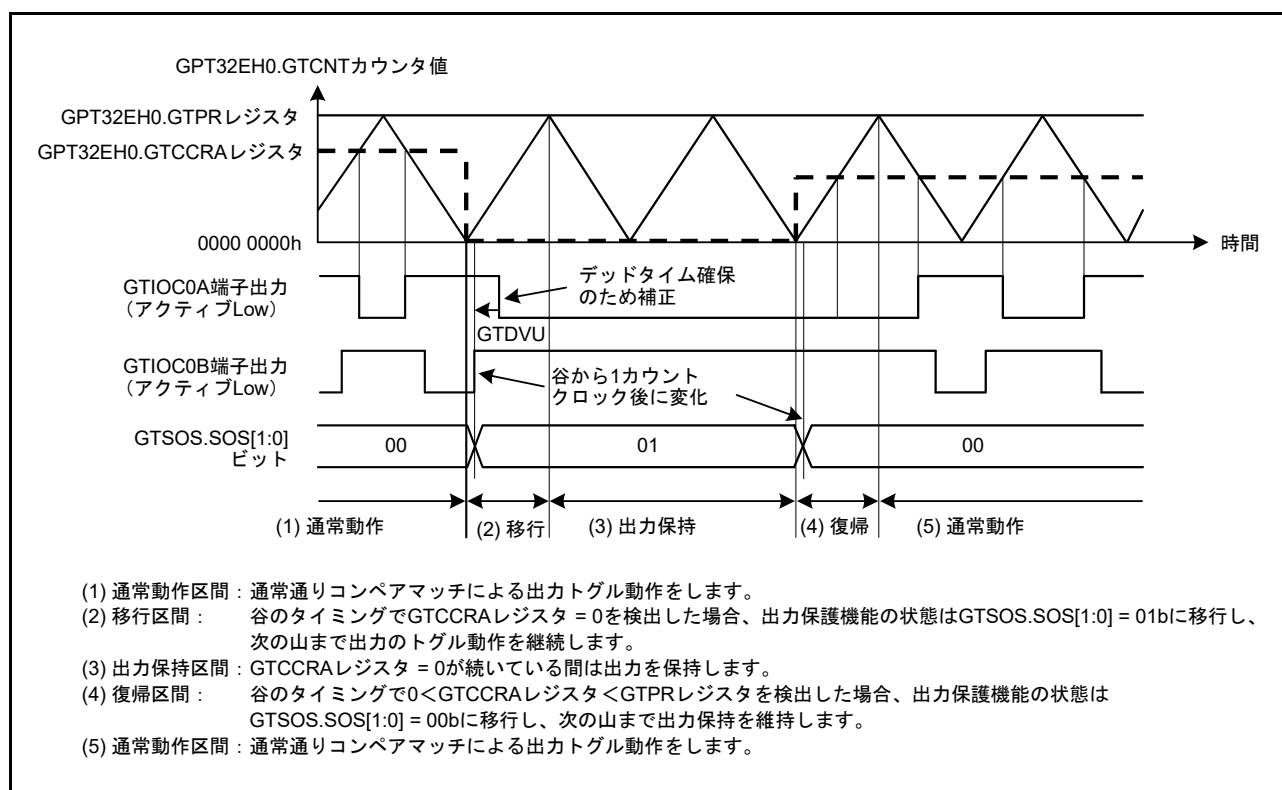 GPT32EH0.GTCNTカウンタ値
GPT32EH0.GTPRレジスタ
GPT32EH0.GTCCRAレジスタ
0000 0000h
時間
GTIOC0A端子出力
（アクティブLow）
デッドタイム確保
のため補正
GTDVU
GTIOC0B端子出力
（アクティブLow）
谷から1カウント
クロック後に変化
GTSOS.SOS[1:0]
ビット
00
01
00
(1) 通常動作
(2) 移行
(3) 出力保持
(4) 復帰
(5) 通常動作
(1) 通常動作区間：通常通りコンペアマッチによる出力トグル動作をします。
(2) 移行区間： 谷のタイミングでGTCCRAレジスタ = 0を検出した場合、出力保護機能の状態はGTSOS.SOS[1:0] = 01bに移行し、
次の山まで出力のトグル動作を継続します。
(3) 出力保持区間：GTCCRAレジスタ = 0が続いている間は出力を保持します。
(4) 復帰区間： 谷のタイミングで0＜GTCCRAレジスタ＜GTPRレジスタを検出した場合、出力保護機能の状態は
GTSOS.SOS[1:0] = 00bに移行し、次の山まで出力保持を維持します。
(5) 通常動作区間：通常通りコンペアマッチによる出力トグル動作をします。